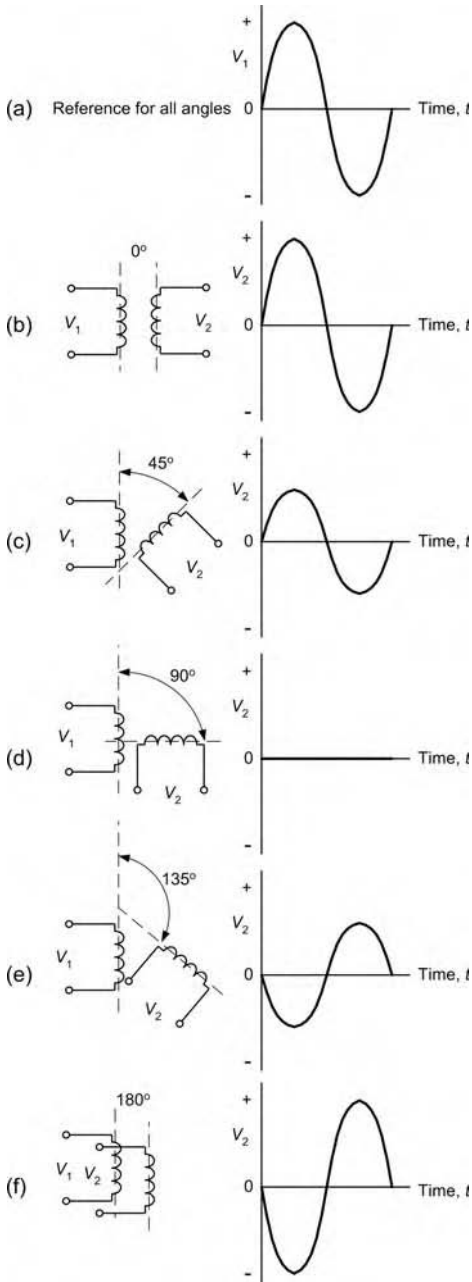 +
V1
(a) Reference for all angles 0 Time, t
-
+
0°
V2
(b) V1 V2 0 Time, t
-
+
45°
V2
(c) V1 V2 0 Time, t
-
+
90°
V2
V1
(d) 0 Time, t
V2
-
+
135°
V2
(e) V1 0 Time, t
V2
-
+
180°
V2
V1 V2
(f) 0 Time, t
-